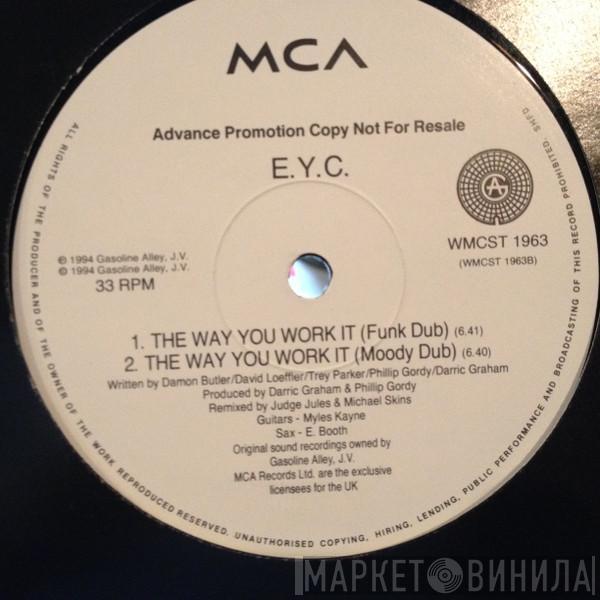 MCA
Advance Promotion Copy Not For Resale
E.Y.C.
GA
WMCST 1963
(WMCST 1963B)
℗ 1994 Gasoline Alley, J.V.
© 1994 Gasoline Alley, J.V.
33 RPM
1. THE WAY YOU WORK IT (Funk Dub) (6.41)
2. THE WAY YOU WORK IT (Moody Dub) (6.40)
Written by Damon Butler/David Loeffler/Trey Parker/Phillip Gordy/Darric Graham
Produced by Darric Graham & Phillip Gordy
Remixed by Judge Jules & Michael Skins
Guitars - Myles Kayne
Sax - E. Booth
Original sound recordings owned by
Gasoline Alley, J.V.
MCA Records Ltd. are the exclusive
licensees for the UK
ALL RIGHTS OF THE PRODUCER AND OF THE OWNER OF THE WORK REPRODUCED RESERVED. UNAUTHORISED COPYING, HIRING, LENDING, PUBLIC PERFORMANCE AND BROADCASTING OF THIS RECORD PROHIBITED. SHFD
МАРКЕТ ВИНИЛА